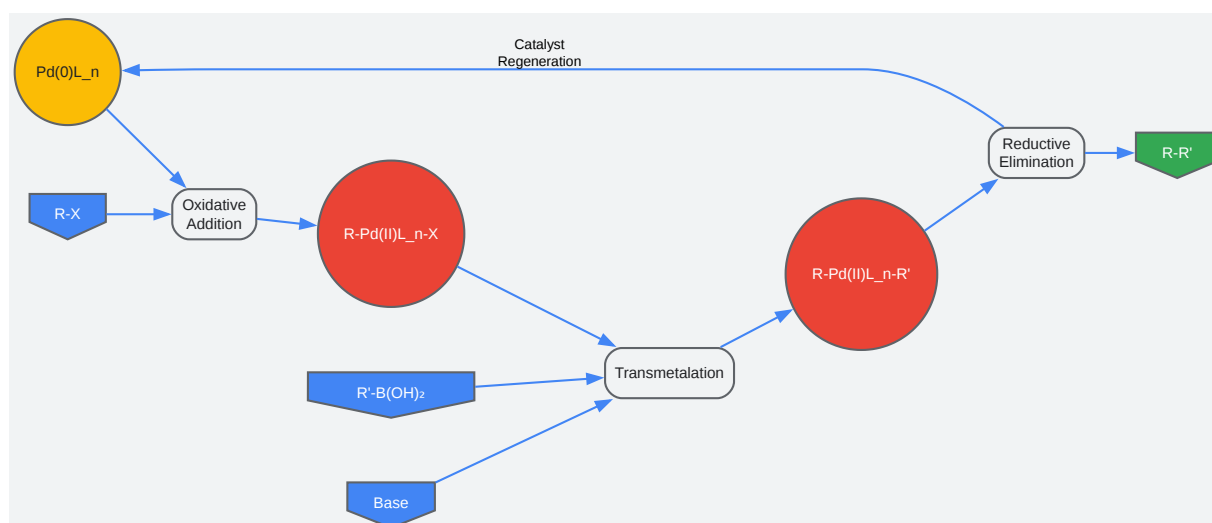 Catalyst
Regeneration
Pd(0)L_n
Reductive
Elimination
R-R'
Oxidative
Addition
R-X
R-Pd(II)L_n-X
R-Pd(II)L_n-R'
Transmetalation
R'-B(OH)₂
Base